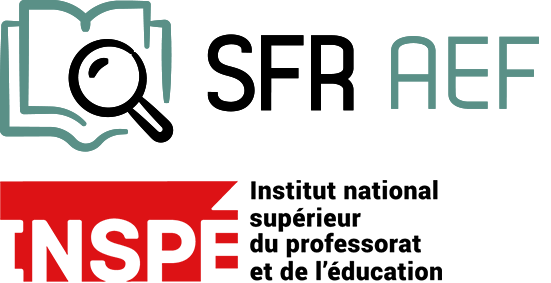 SFR AEF
INSPÉ
Institut national
supérieur
du professorat
et de l'éducation